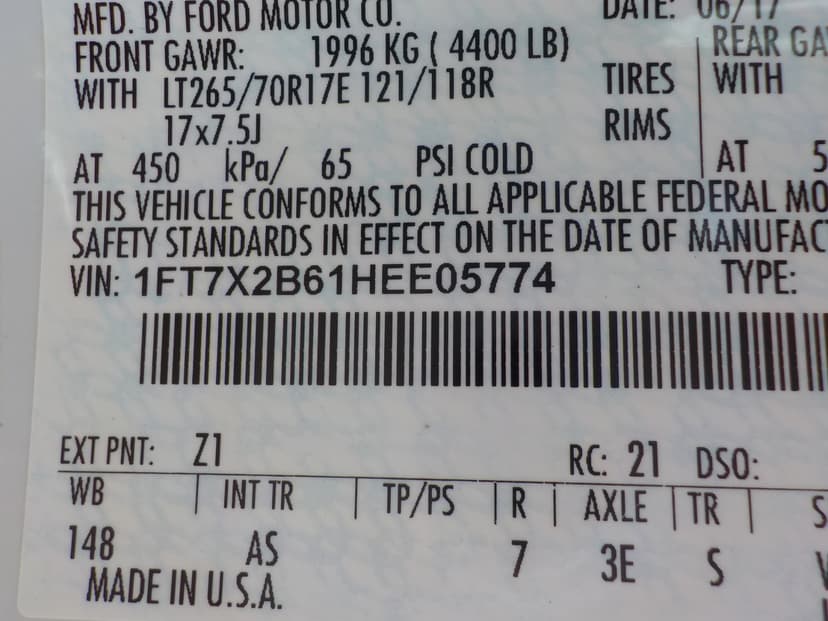 MFD. BY FORD MOTOR CO. DATE: 06/17
FRONT GAWR: 1996 KG ( 4400 LB) REAR GA
WITH LT265/70R17E 121/118R TIRES WITH
17x7.5J RIMS
AT 450 kPa/ 65 PSI COLD AT 5
THIS VEHICLE CONFORMS TO ALL APPLICABLE FEDERAL MO
SAFETY STANDARDS IN EFFECT ON THE DATE OF MANUFAC
VIN: 1FT7X2B61HEE05774 TYPE:
EXT PNT: Z1 RC: 21 DSO:
WB INT TR TP/PS R AXLE TR S
148 AS 7 3E S
MADE IN U.S.A.